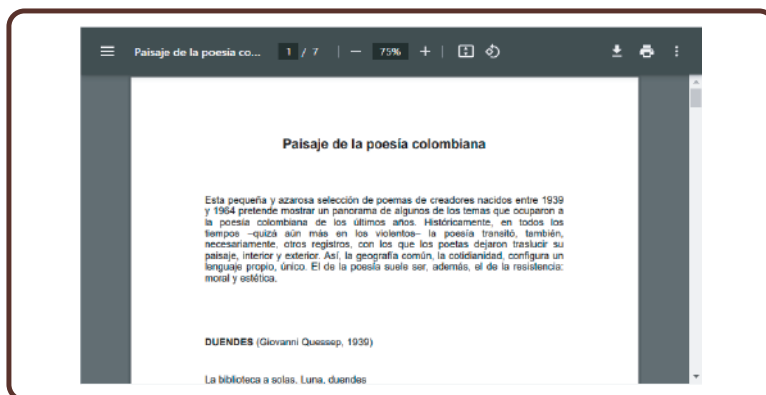 Paisaje de la poesía co... 1 / 7 75%
Paisaje de la poesía colombiana
Esta pequeña y azarosa selección de poemas de creadores nacidos entre 1939
y 1964 pretende mostrar un panorama de algunos de los temas que ocuparon a
la poesía colombiana de los últimos años. Históricamente, en todos los
tiempos –quizá aún más en los violentos– la poesía transitó, también,
necesariamente, otros registros, con los que los poetas dejaron traslucir su
paisaje, interior y exterior. Así, la geografía común, la cotidianidad, configura un
lenguaje propio, único. El de la poesía suele ser, además, el de la resistencia:
moral y estética.
DUENDES (Giovanni Quessep, 1939)
La biblioteca a solas. Luna, duendes